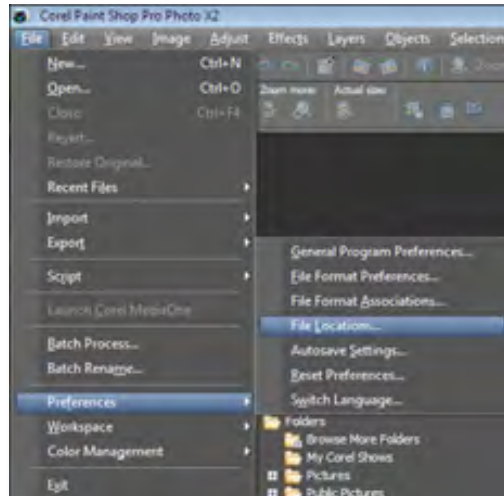 Corel Paint Shop Pro Photo X2
File Edit View Image Adjust Effects Layers Objects Selection
New... Ctrl+N
Open... Ctrl+O
Close Ctrl+F4
Revert...
Restore Original...
Recent Files
Import
Export
Script
Launch Corel MediaOne
Batch Process...
Batch Rename...
Preferences
Workspace
Color Management
Exit
Zoom more: Actual size:
General Program Preferences...
File Format Preferences...
File Format Associations...
File Locations...
Autosave Settings...
Reset Preferences...
Switch Language...
Folders
Browse More Folders
My Corel Shows
Pictures
Public Pictures